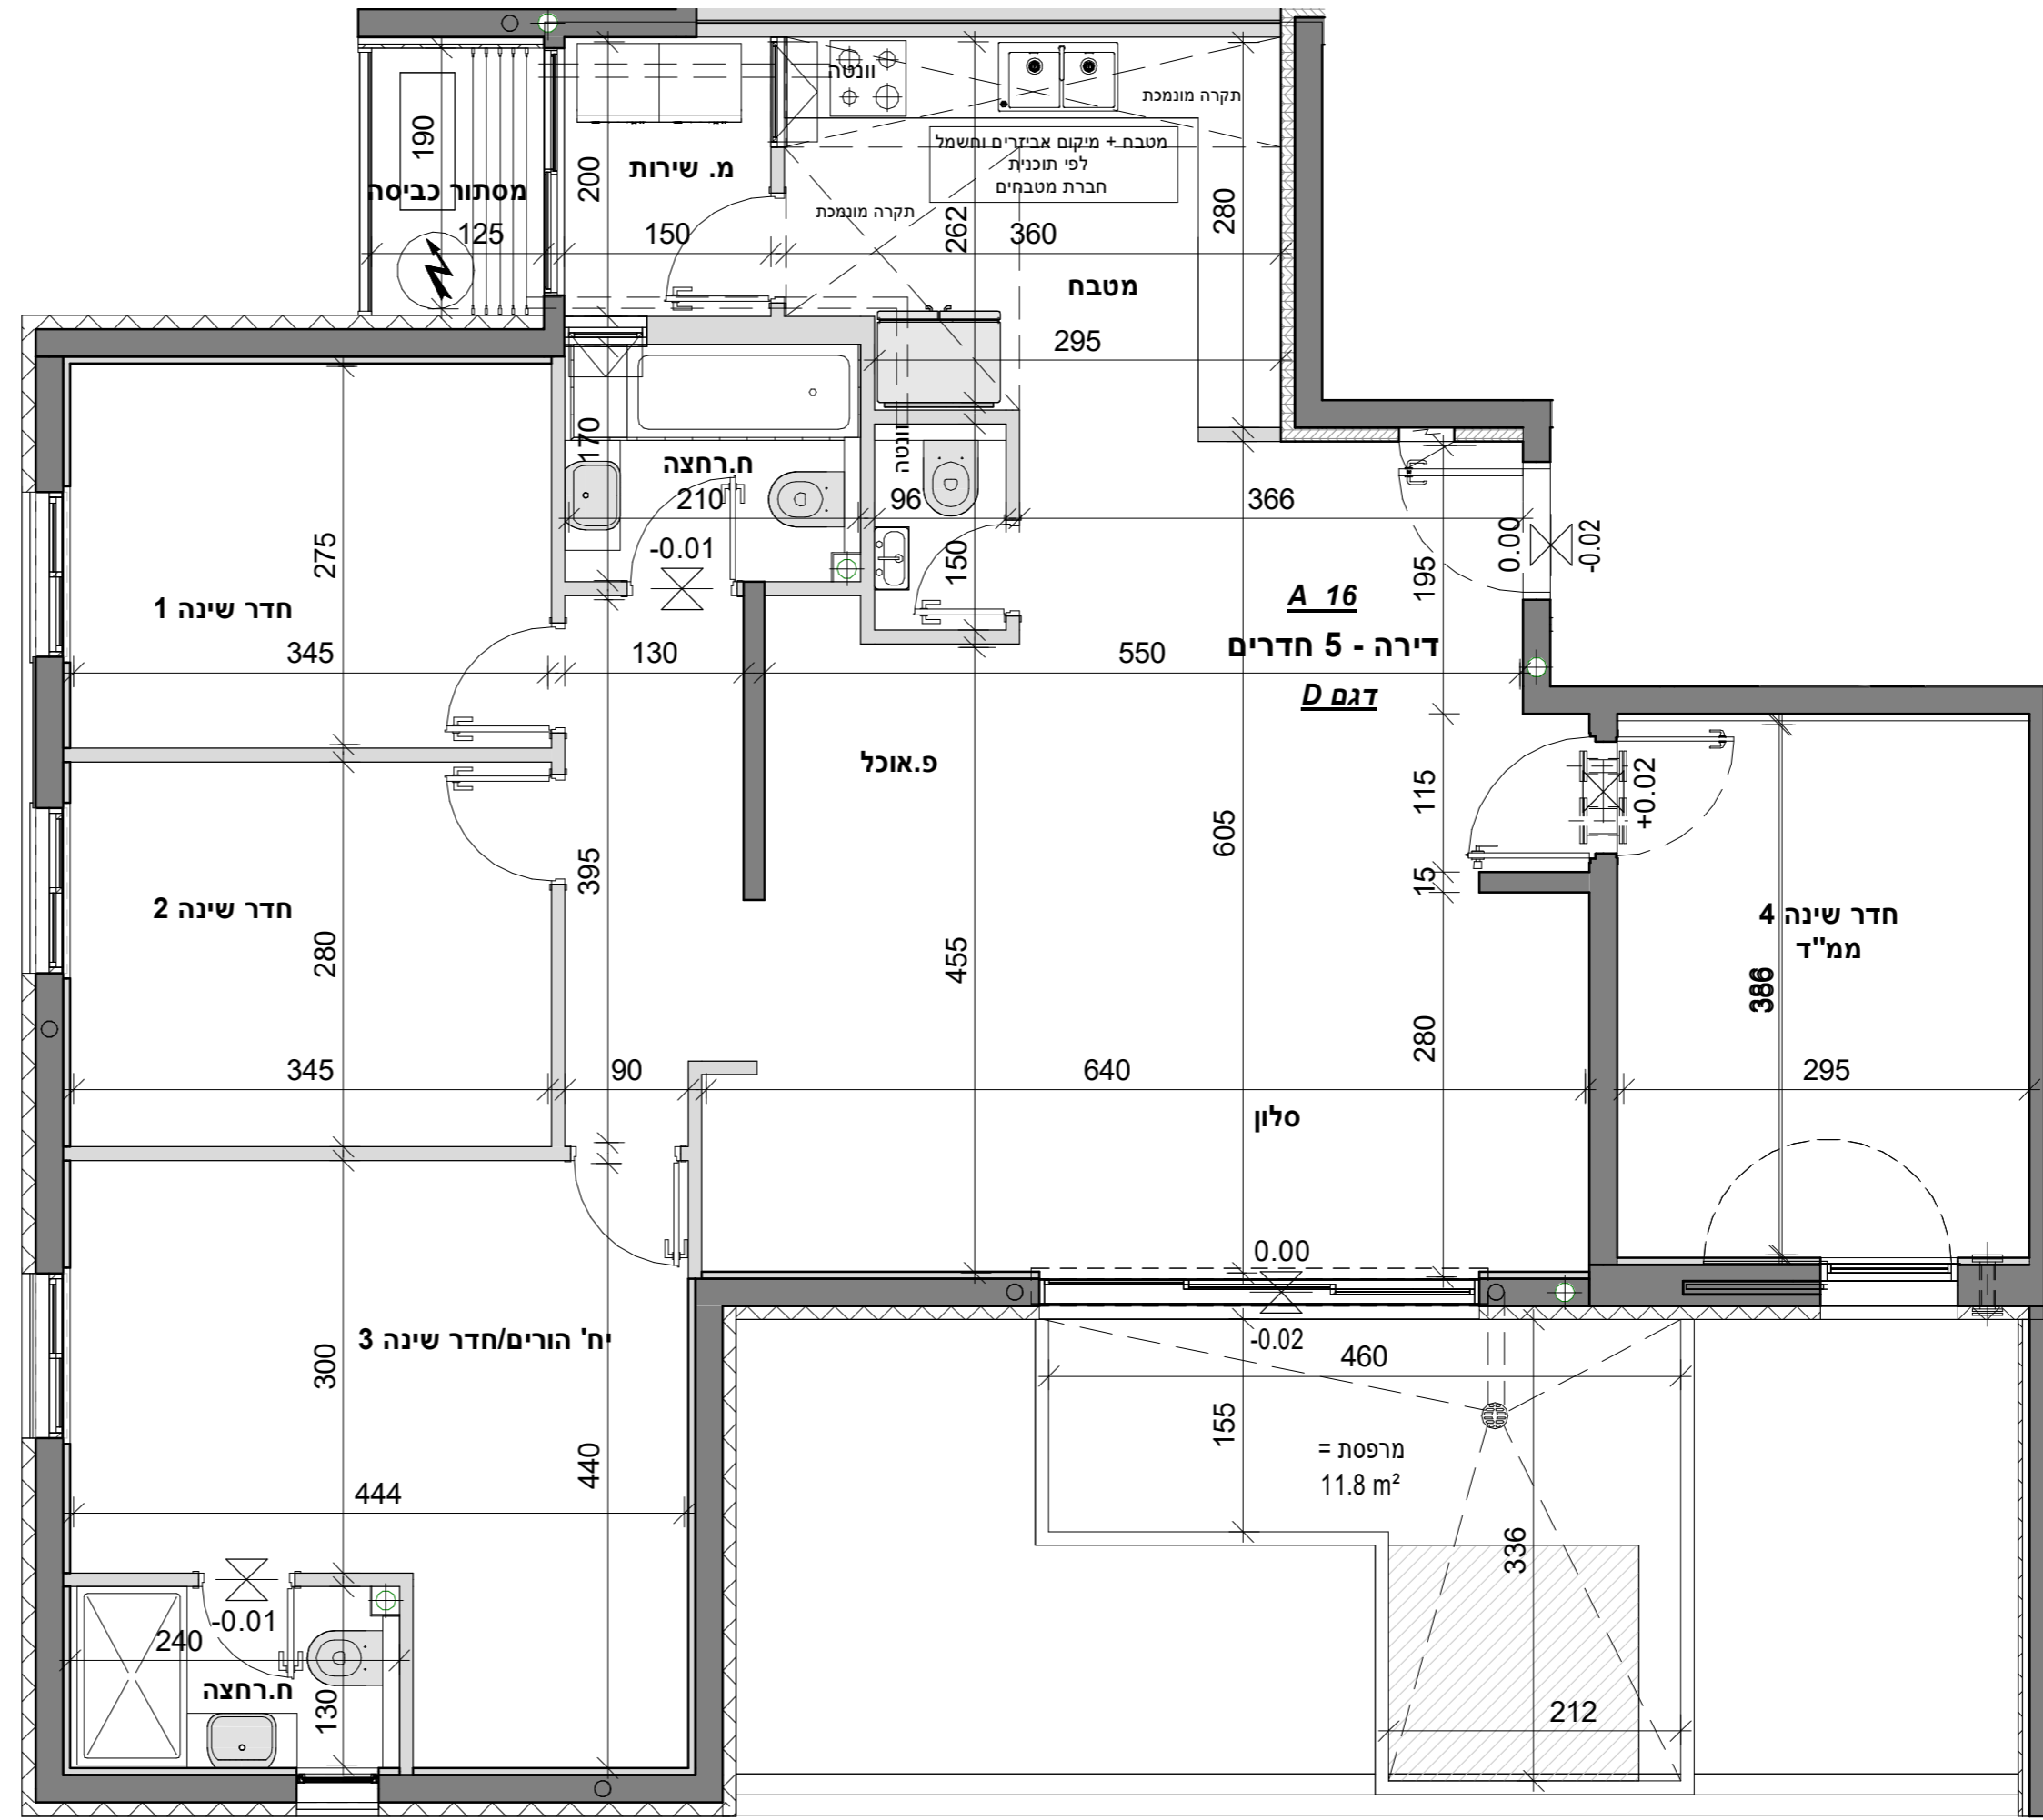 וונטה
תקרה מונמכת
190
200
מ. שירות
מטבח + מיקום אביזרים וחשמל
לפי תוכנית
חברת מטבחים
מסתור כביסה
תקרה מונמכת
280
262
125
150
360
מטבח
295
170
וונטה
ח.רחצה
210
96
366
-0.01
150
195
0.00
-0.02
275
חדר שינה 1
A 16
דירה - 5 חדרים
345
130
550
דגם D
פ.אוכל
115
+0.02
605
395
15
חדר שינה 2
חדר שינה 4
ממ"ד
280
455
386
280
345
90
640
295
סלון
0.00
יח' הורים/חדר שינה 3
-0.02
300
460
155
מרפסת =
11.8 m²
440
444
336
-0.01
240
ח.רחצה
130
212